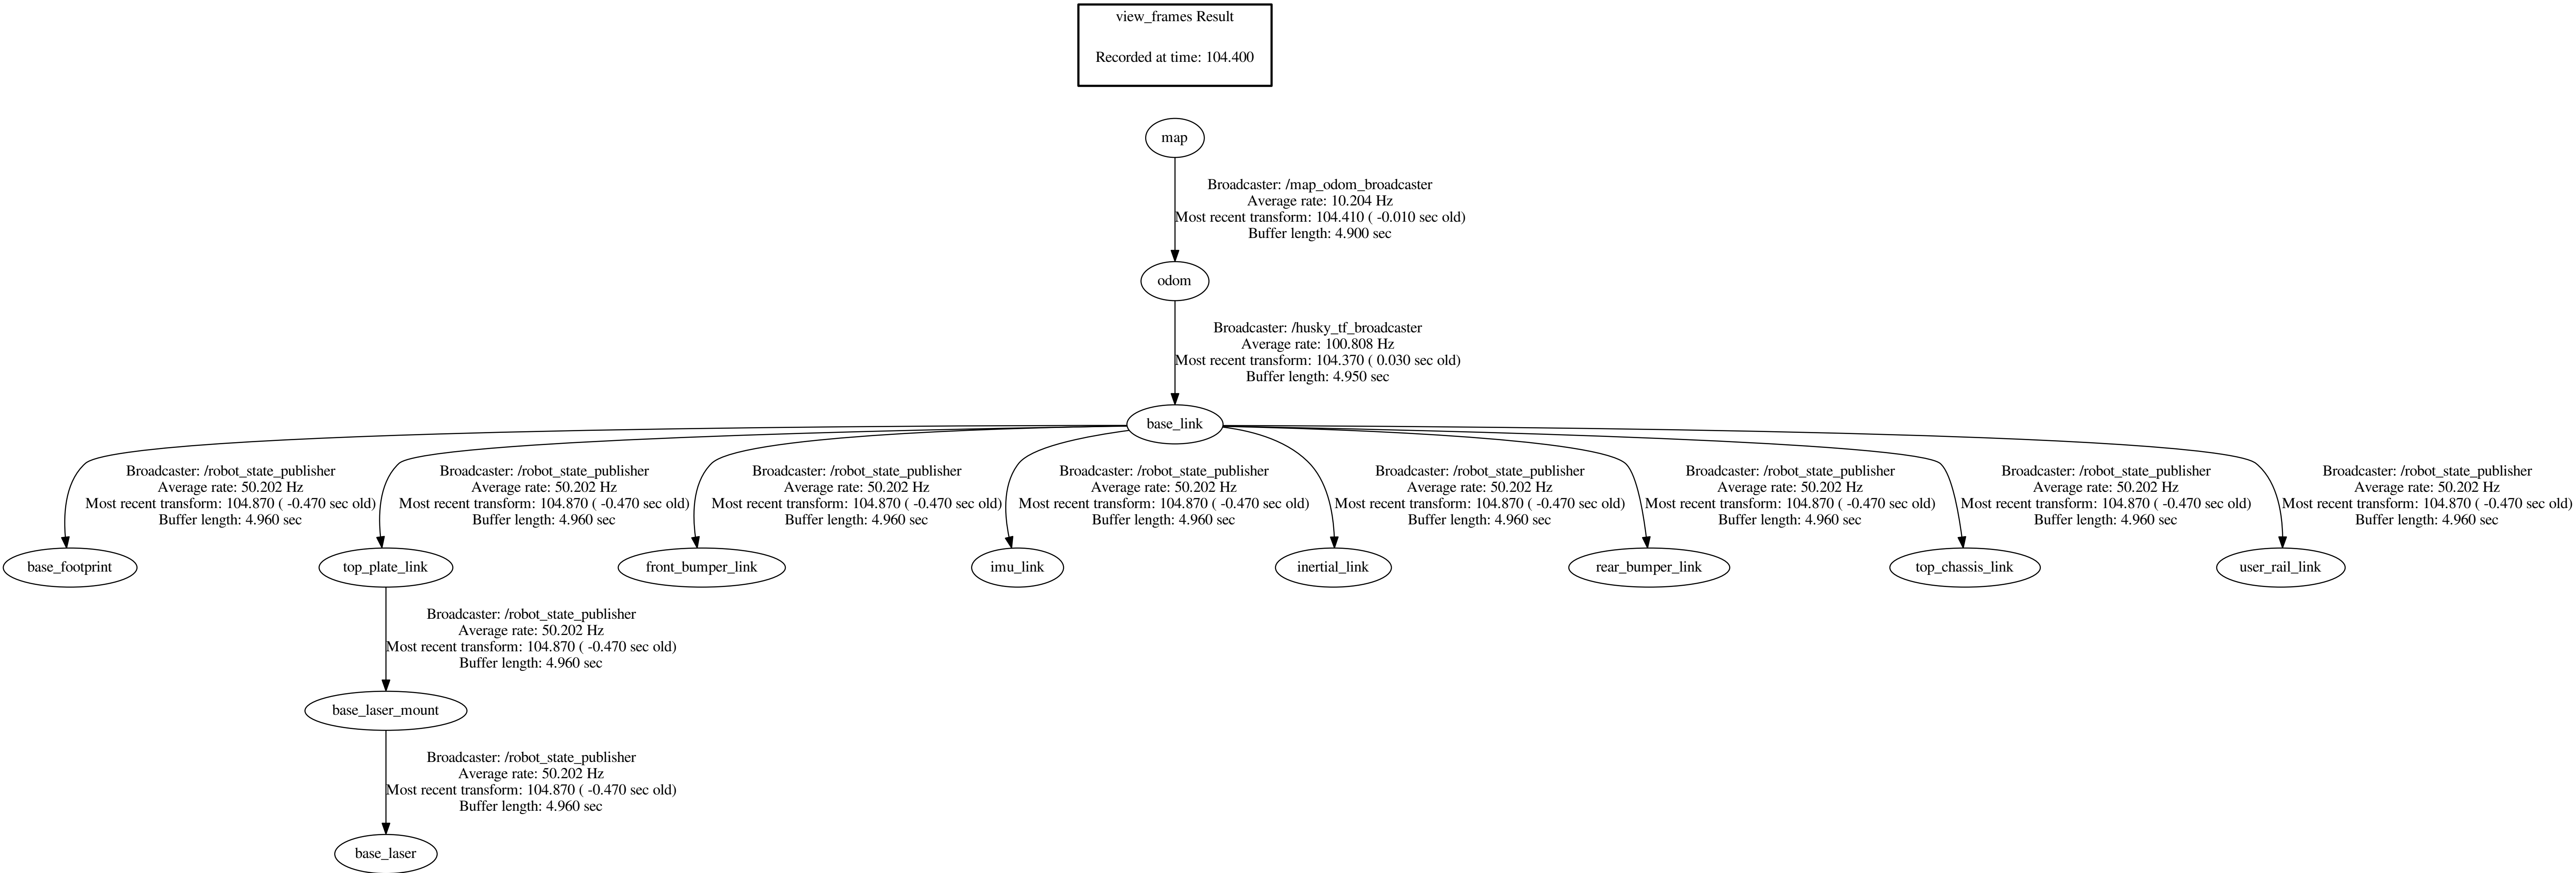 view_frames Result
Recorded at time: 104.400
map
Broadcaster: /map_odom_broadcaster
Average rate: 10.204 Hz
Most recent transform: 104.410 ( -0.010 sec old)
Buffer length: 4.900 sec
odom
Broadcaster: /husky_tf_broadcaster
Average rate: 100.808 Hz
Most recent transform: 104.370 ( 0.030 sec old)
Buffer length: 4.950 sec
base_link
Broadcaster: /robot_state_publisher
Average rate: 50.202 Hz
Most recent transform: 104.870 ( -0.470 sec old)
Buffer length: 4.960 sec
Broadcaster: /robot_state_publisher
Average rate: 50.202 Hz
Most recent transform: 104.870 ( -0.470 sec old)
Buffer length: 4.960 sec
Broadcaster: /robot_state_publisher
Average rate: 50.202 Hz
Most recent transform: 104.870 ( -0.470 sec old)
Buffer length: 4.960 sec
Broadcaster: /robot_state_publisher
Average rate: 50.202 Hz
Most recent transform: 104.870 ( -0.470 sec old)
Buffer length: 4.960 sec
Broadcaster: /robot_state_publisher
Average rate: 50.202 Hz
Most recent transform: 104.870 ( -0.470 sec old)
Buffer length: 4.960 sec
Broadcaster: /robot_state_publisher
Average rate: 50.202 Hz
Most recent transform: 104.870 ( -0.470 sec old)
Buffer length: 4.960 sec
Broadcaster: /robot_state_publisher
Average rate: 50.202 Hz
Most recent transform: 104.870 ( -0.470 sec old)
Buffer length: 4.960 sec
Broadcaster: /robot_state_publisher
Average rate: 50.202 Hz
Most recent transform: 104.870 ( -0.470 sec old)
Buffer length: 4.960 sec
base_footprint
top_plate_link
front_bumper_link
imu_link
inertial_link
rear_bumper_link
top_chassis_link
user_rail_link
Broadcaster: /robot_state_publisher
Average rate: 50.202 Hz
Most recent transform: 104.870 ( -0.470 sec old)
Buffer length: 4.960 sec
base_laser_mount
Broadcaster: /robot_state_publisher
Average rate: 50.202 Hz
Most recent transform: 104.870 ( -0.470 sec old)
Buffer length: 4.960 sec
base_laser